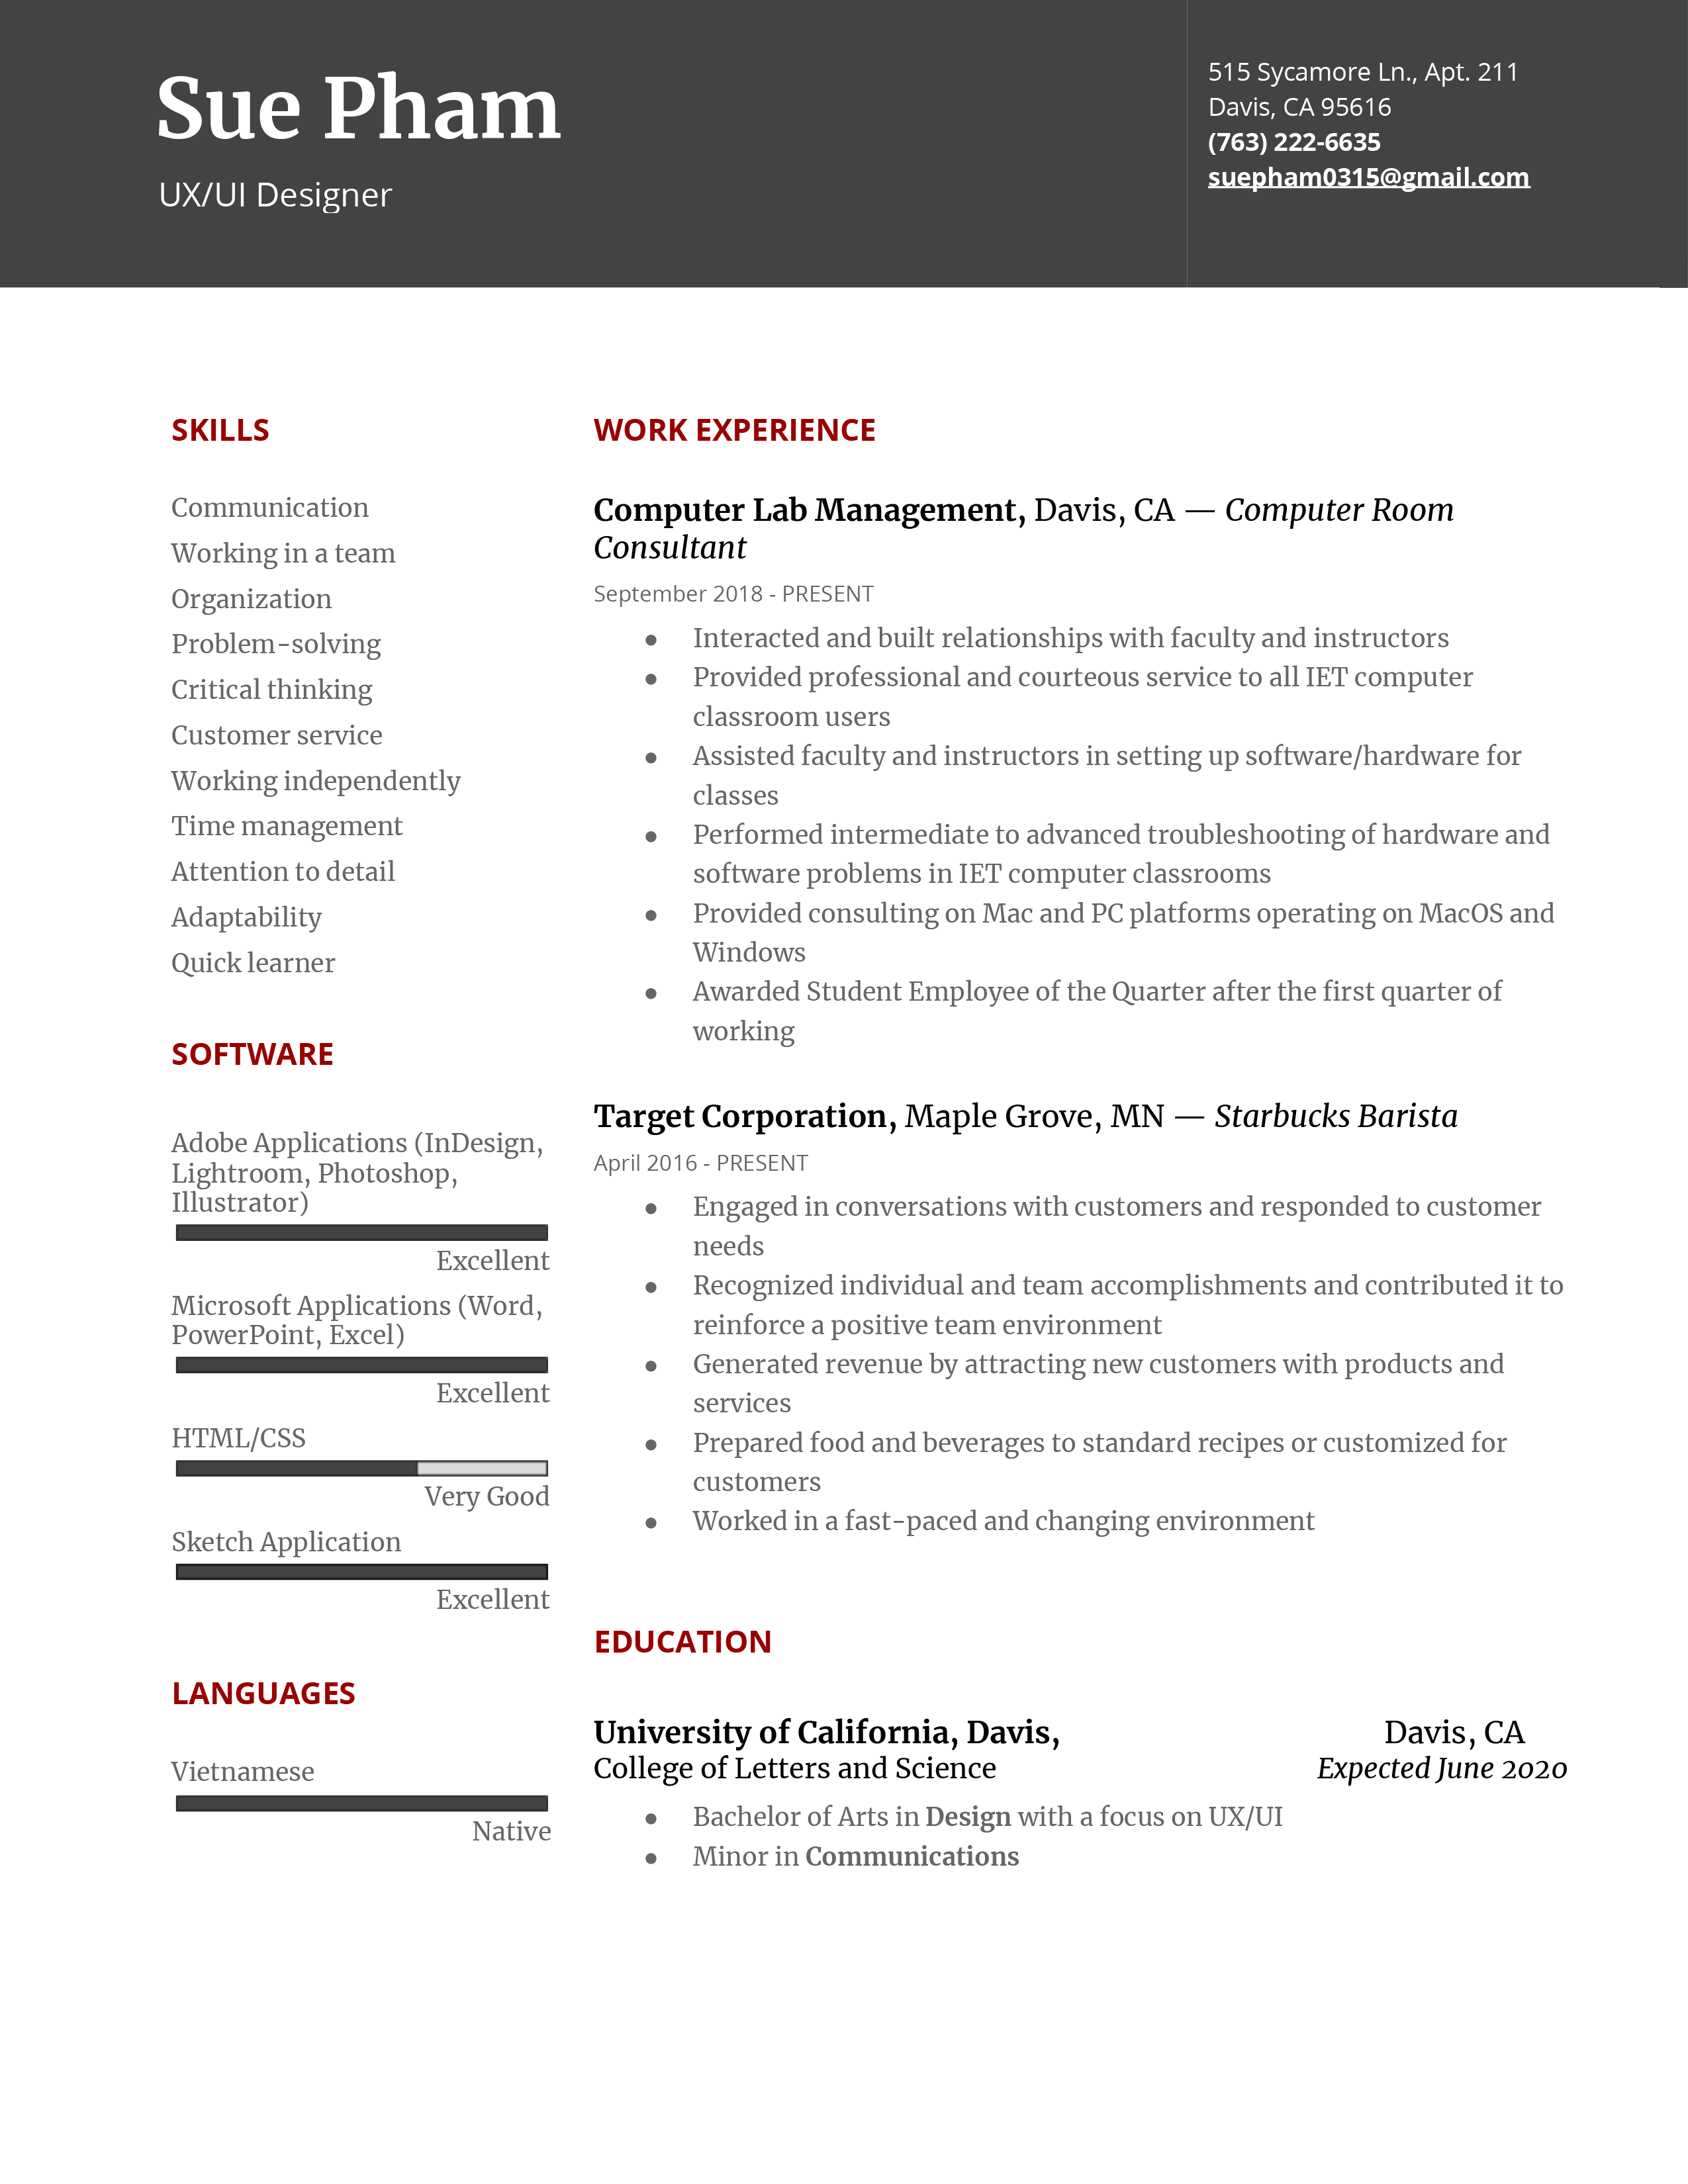 Sue Pham
UX/UI Designer
515 Sycamore Ln., Apt. 211
Davis, CA 95616
(763) 222-6635
suepham0315@gmail.com
SKILLS
Communication
Working in a team
Organization
Problem-solving
Critical thinking
Customer service
Working independently
Time management
Attention to detail
Adaptability
Quick learner
SOFTWARE
Adobe Applications (InDesign,
Lightroom, Photoshop,
Illustrator)
Excellent
Microsoft Applications (Word,
PowerPoint, Excel)
Excellent
HTML/CSS
Very Good
Sketch Application
Excellent
LANGUAGES
Vietnamese
Native
WORK EXPERIENCE
Computer Lab Management, Davis, CA — Computer Room
Consultant
September 2018 - PRESENT
● Interacted and built relationships with faculty and instructors
● Provided professional and courteous service to all IET computer
classroom users
● Assisted faculty and instructors in setting up software/hardware for
classes
● Performed intermediate to advanced troubleshooting of hardware and
software problems in IET computer classrooms
● Provided consulting on Mac and PC platforms operating on MacOS and
Windows
● Awarded Student Employee of the Quarter after the first quarter of
working
Target Corporation, Maple Grove, MN — Starbucks Barista
April 2016 - PRESENT
● Engaged in conversations with customers and responded to customer
needs
● Recognized individual and team accomplishments and contributed it to
reinforce a positive team environment
● Generated revenue by attracting new customers with products and
services
● Prepared food and beverages to standard recipes or customized for
customers
● Worked in a fast-paced and changing environment
EDUCATION
University of California, Davis, Davis, CA
College of Letters and Science Expected June 2020
● Bachelor of Arts in Design with a focus on UX/UI
● Minor in Communications